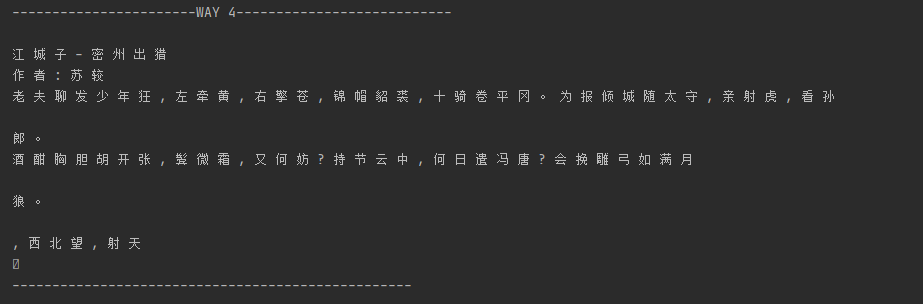 -----------------------WAY 4---------------------------
江 城 子 - 密 州 出 猎
作 者 : 苏 较
老 夫 聊 发 少 年 狂 , 左 牵 黄 , 右 擎 苍 , 锦 帽 貂 裘 , 十 骑 卷 平 冈 。 为 报 倾 城 随 太 守 , 亲 射 虎 , 看 孙
郎 。
酒 酣 胸 胆 胡 开 张 , 鬓 微 霜 , 又 何 妨 ? 持 节 云 中 , 何 日 遣 冯 唐 ? 会 挽 雕 弓 如 满 月
狼 。
, 西 北 望 , 射 天
--------------------------------------------------